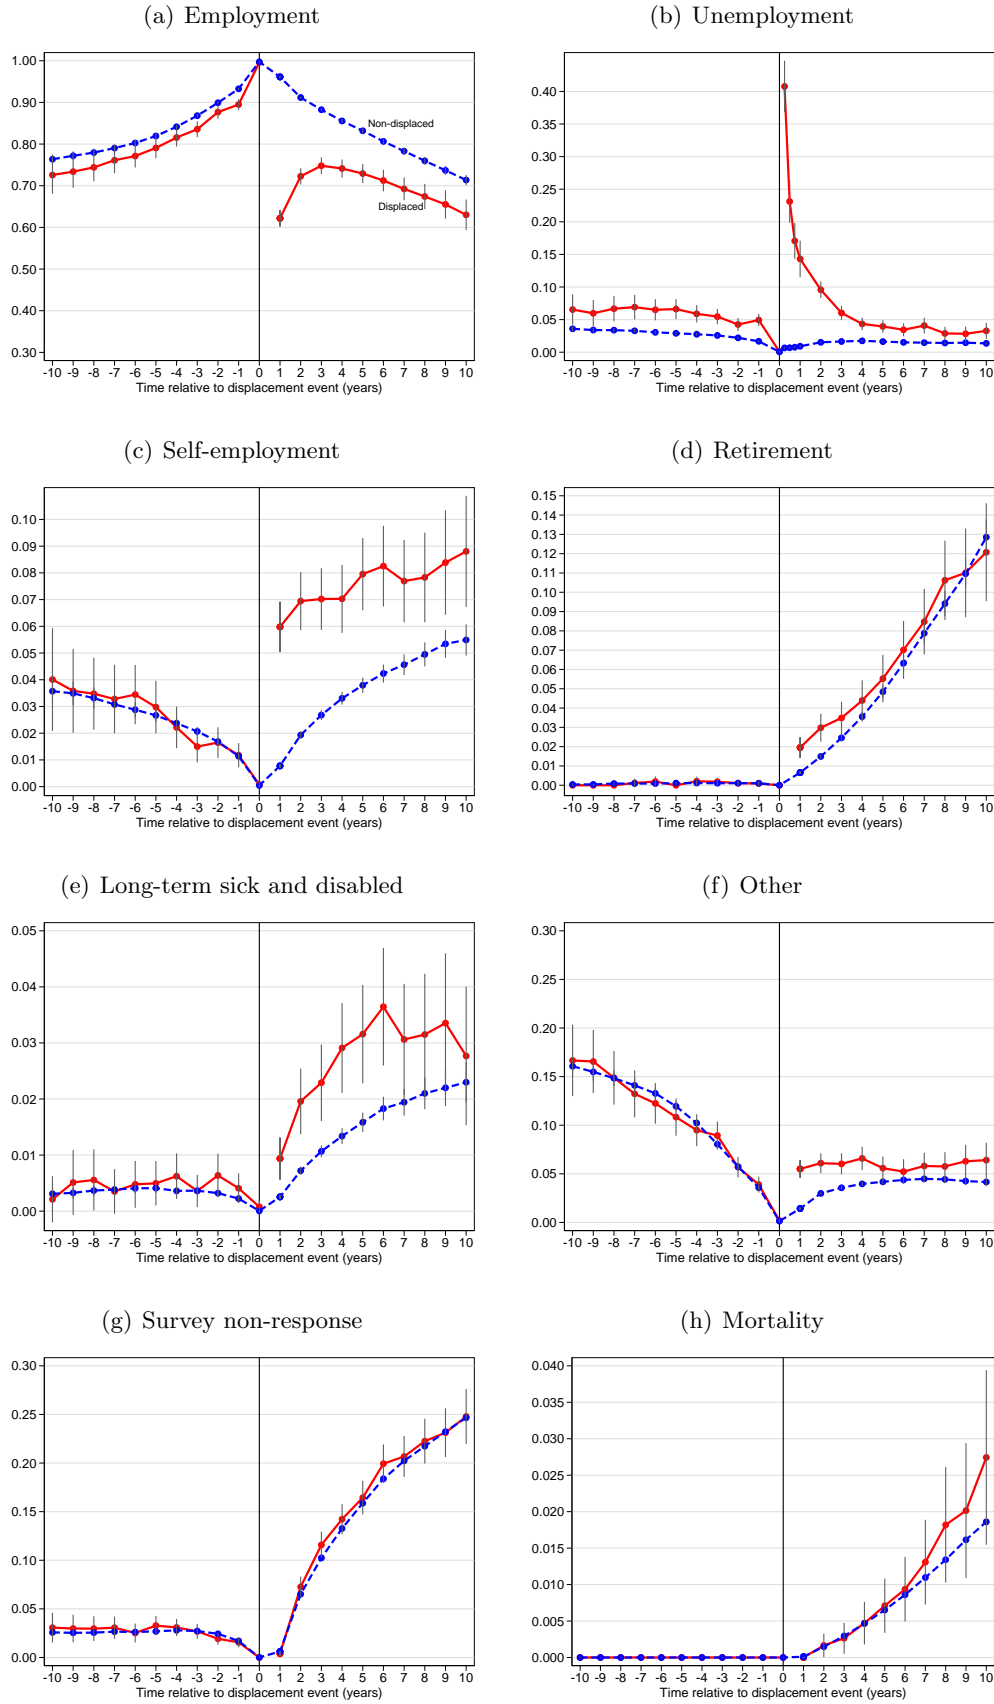 (a) Employment
1.00
0.90
0.80
0.70
0.60
0.50
0.40
0.30
Non-displaced
Displaced
-10 -9 -8 -7 -6 -5 -4 -3 -2 -1 0 1 2 3 4 5 6 7 8 9 10
Time relative to displacement event (years)
(b) Unemployment
0.40
0.35
0.30
0.25
0.20
0.15
0.10
0.05
0.00
-10 -9 -8 -7 -6 -5 -4 -3 -2 -1 0 1 2 3 4 5 6 7 8 9 10
Time relative to displacement event (years)
(c) Self-employment
0.10
0.09
0.08
0.07
0.06
0.05
0.04
0.03
0.02
0.01
0.00
-10 -9 -8 -7 -6 -5 -4 -3 -2 -1 0 1 2 3 4 5 6 7 8 9 10
Time relative to displacement event (years)
(d) Retirement
0.15
0.14
0.13
0.12
0.11
0.10
0.09
0.08
0.07
0.06
0.05
0.04
0.03
0.02
0.01
0.00
-10 -9 -8 -7 -6 -5 -4 -3 -2 -1 0 1 2 3 4 5 6 7 8 9 10
Time relative to displacement event (years)
(e) Long-term sick and disabled
0.05
0.04
0.03
0.02
0.01
0.00
-10 -9 -8 -7 -6 -5 -4 -3 -2 -1 0 1 2 3 4 5 6 7 8 9 10
Time relative to displacement event (years)
(f) Other
0.30
0.25
0.20
0.15
0.10
0.05
0.00
-10 -9 -8 -7 -6 -5 -4 -3 -2 -1 0 1 2 3 4 5 6 7 8 9 10
Time relative to displacement event (years)
(g) Survey non-response
0.30
0.25
0.20
0.15
0.10
0.05
0.00
-10 -9 -8 -7 -6 -5 -4 -3 -2 -1 0 1 2 3 4 5 6 7 8 9 10
Time relative to displacement event (years)
(h) Mortality
0.040
0.035
0.030
0.025
0.020
0.015
0.010
0.005
0.000
-10 -9 -8 -7 -6 -5 -4 -3 -2 -1 0 1 2 3 4 5 6 7 8 9 10
Time relative to displacement event (years)